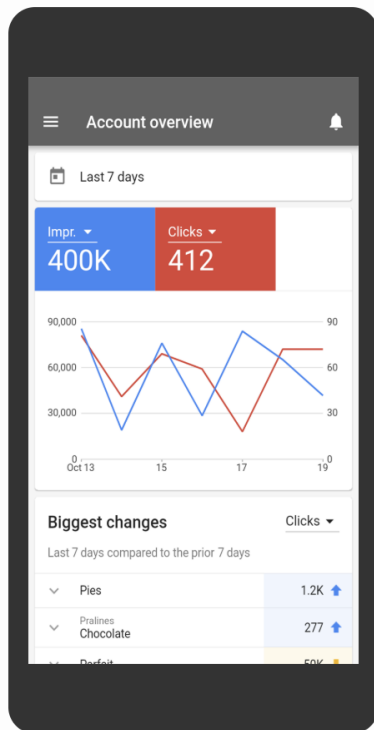 Account overview
Last 7 days
Impr. Clicks
400K 412
90,000 90
60,000 60
30,000 30
0 0
Oct 13 15 17 19
Biggest changes Clicks
Last 7 days compared to the prior 7 days
Pies 1.2K
Pralines
Chocolate 277
Parfait 50K